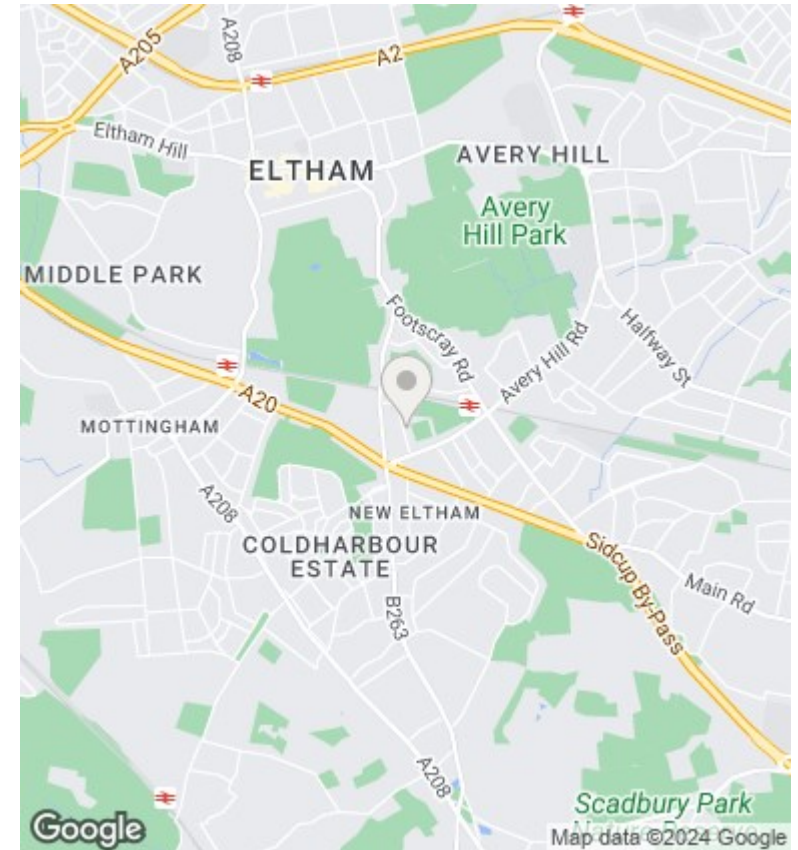 A205
A208
A2
Eltham Hill
ELTHAM
AVERY HILL
Avery
Hill Park
MIDDLE PARK
Footscray Rd
Halfway St
Avery Hill Rd
A20
MOTTINGHAM
A208
NEW ELTHAM
COLDHARBOUR
ESTATE
Sidcup By-Pass
Main Rd
B263
A208
Scadbury Park
Nature Reserve
Google
Map data ©2024 Google